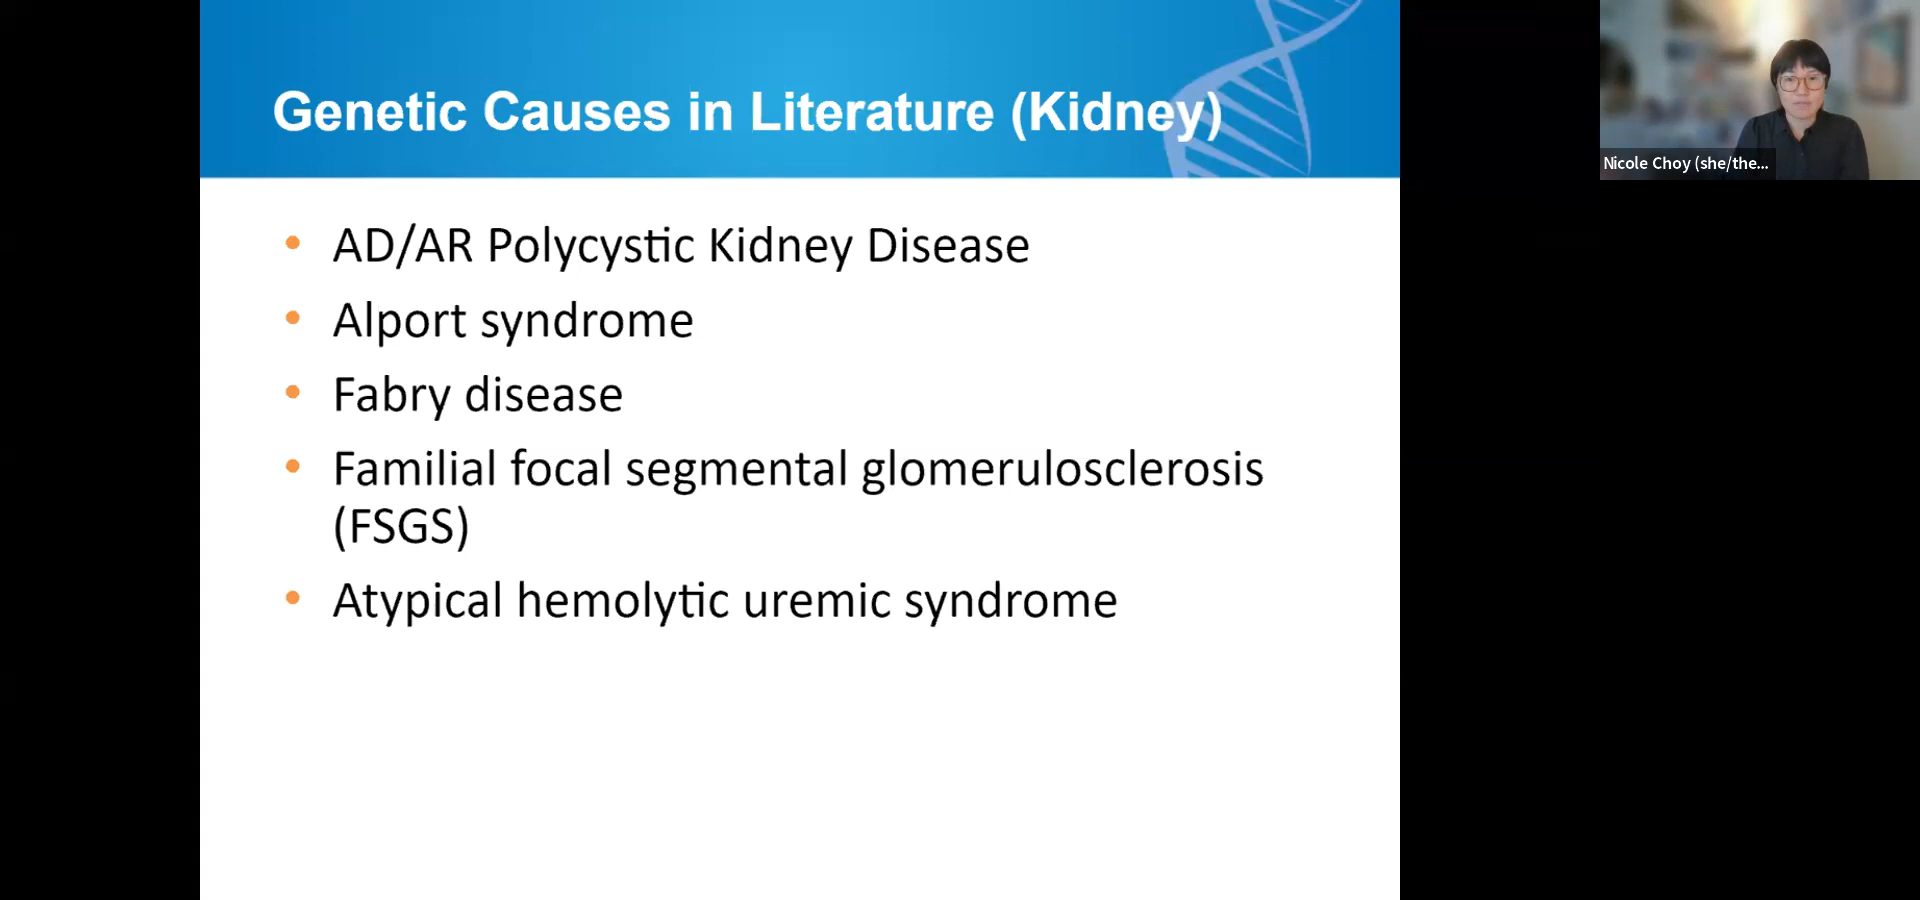 Genetic Causes in Literature (Kidney)
Nicole Choy (she/the...
• AD/AR Polycystic Kidney Disease
• Alport syndrome
• Fabry disease
• Familial focal segmental glomerulosclerosis
(FSGS)
• Atypical hemolytic uremic syndrome